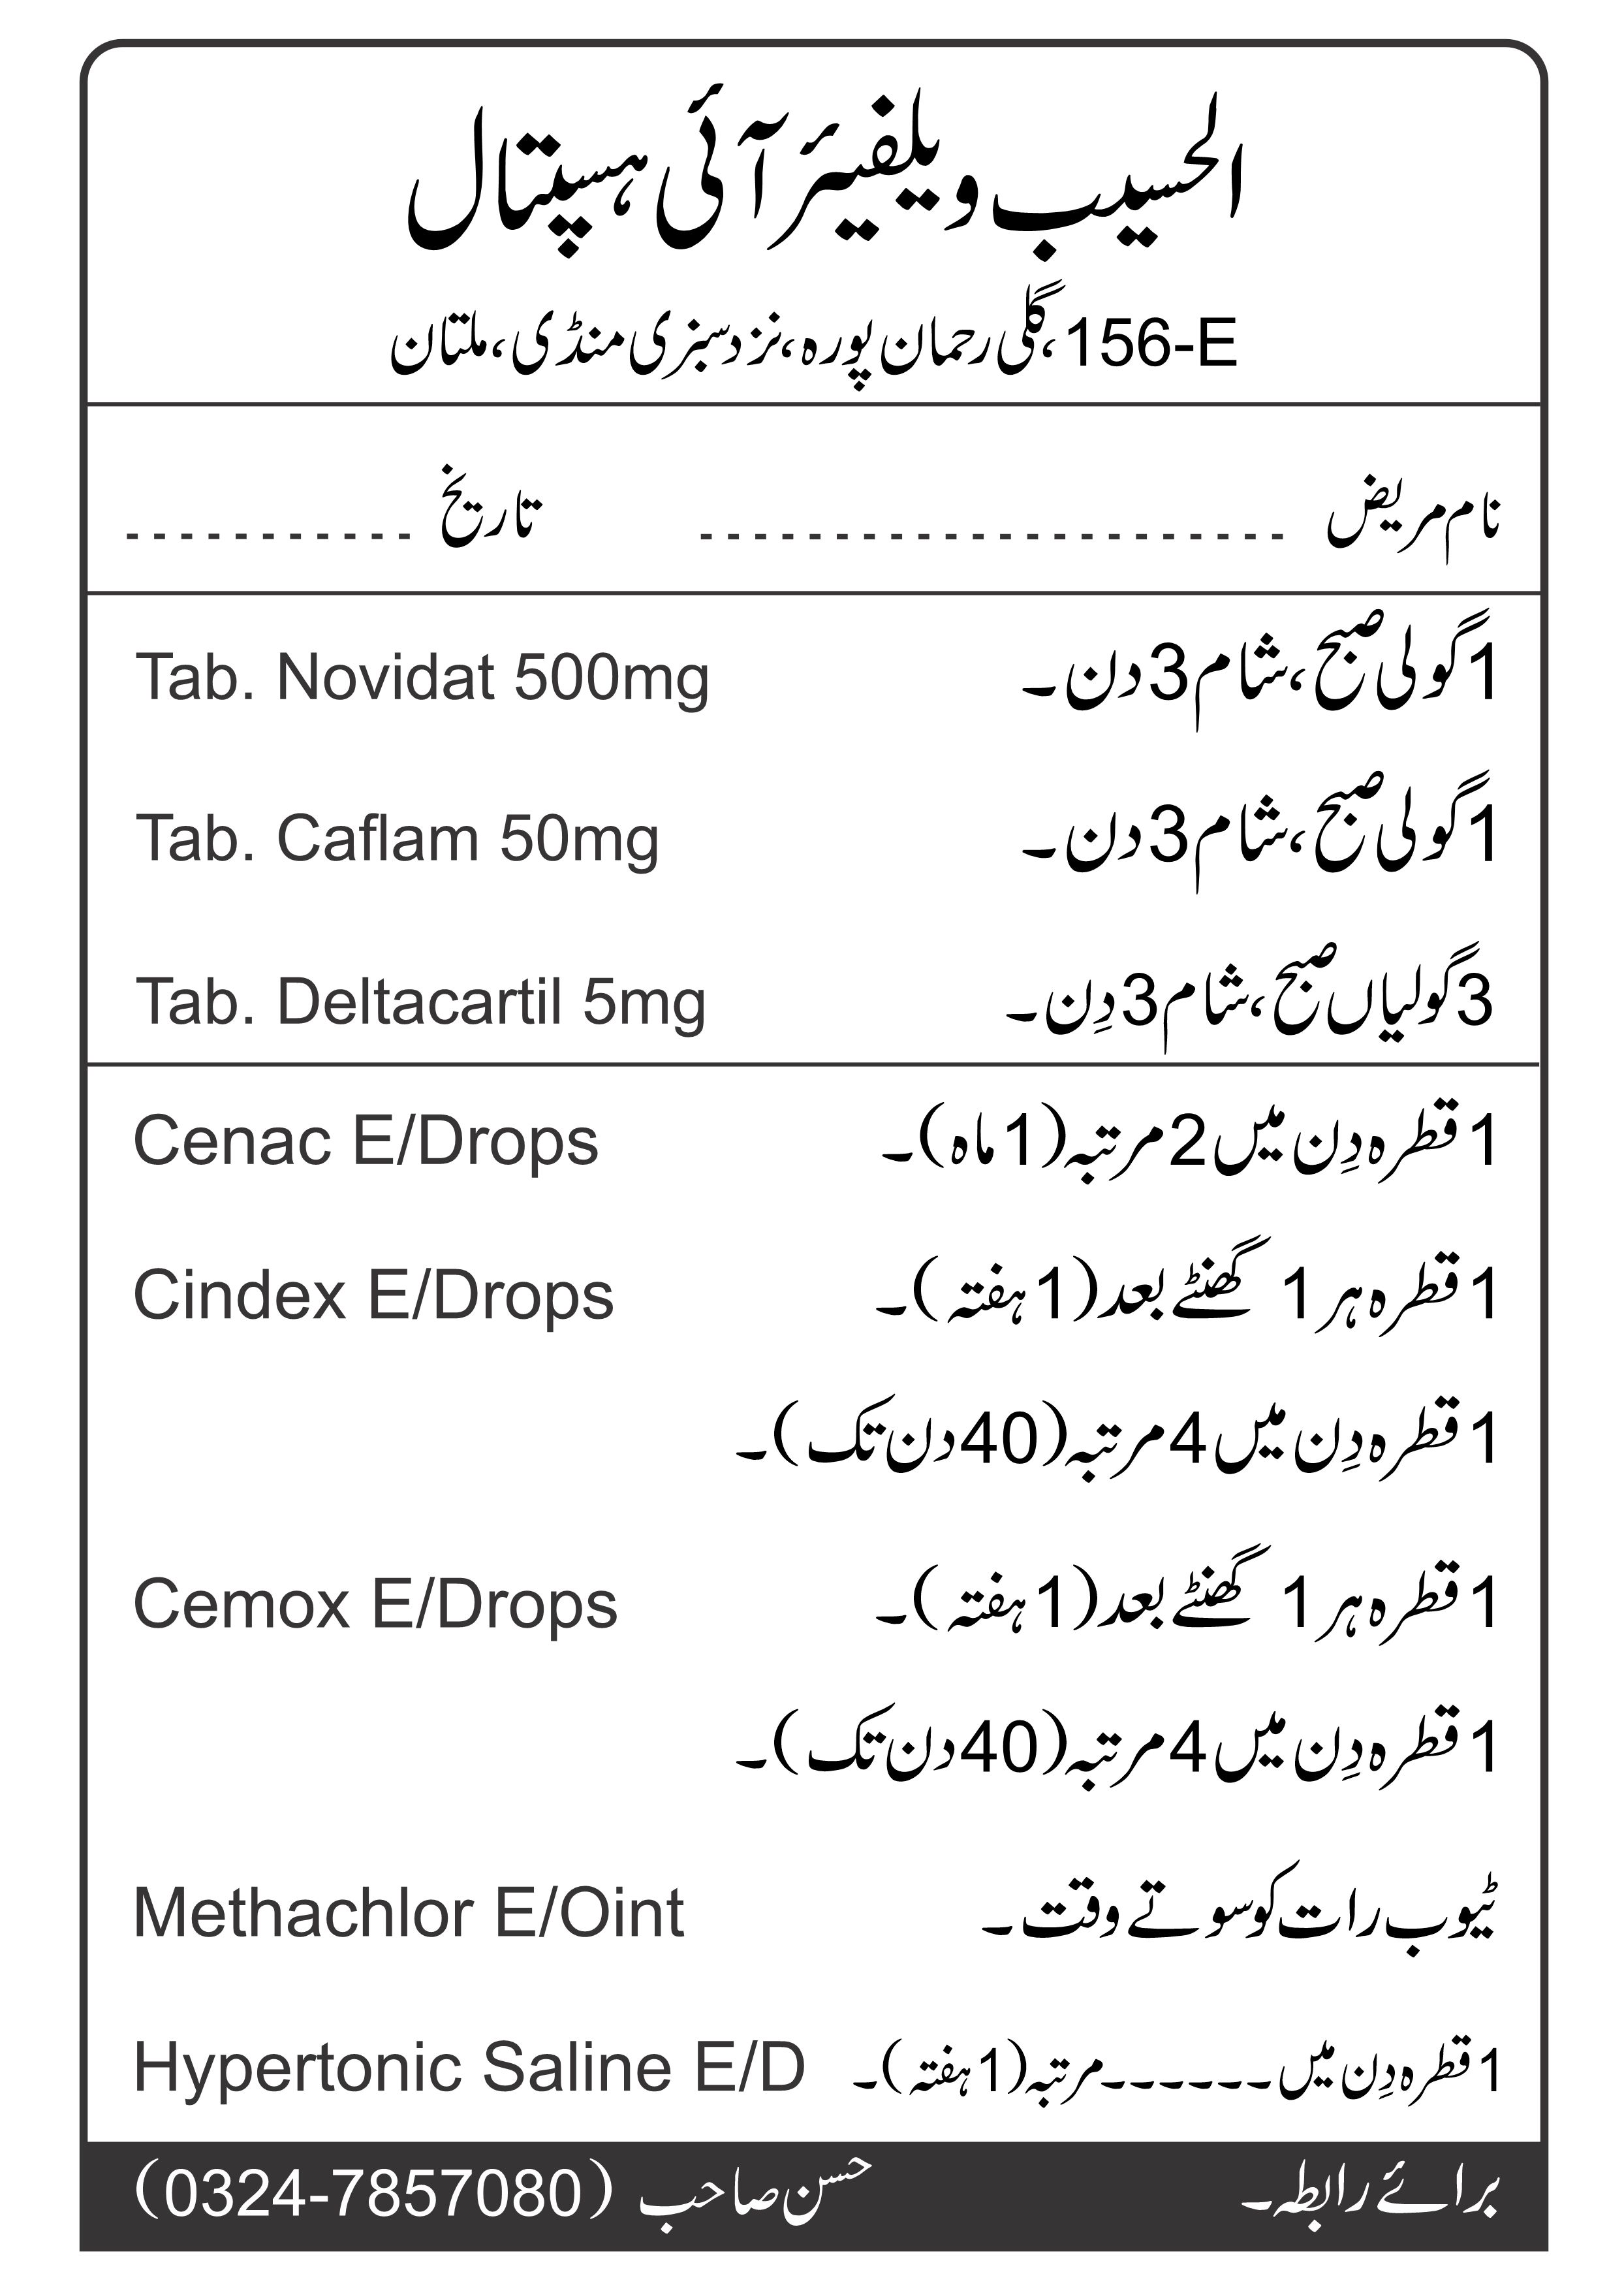 الحسیب ویلفیئر آئی ہسپتال
156-E، گلی رحمان پورہ، نزد سبزی منڈی، ملتان
نام مریض ........................ تاریخ ............
Tab. Novidat 500mg 1 گولی صبح، شام 3 دن ۔
Tab. Caflam 50mg 1 گولی صبح، شام 3 دن ۔
Tab. Deltacartil 5mg 3 گولیاں صبح، شام 3 دِن ۔
Cenac E/Drops 1 قطرہ دِن میں 2 مرتبہ (1 ماہ)۔
Cindex E/Drops 1 قطرہ ہر 1 گھنٹے بعد (1 ہفتہ)۔
1 قطرہ دِن میں 4 مرتبہ (40 دن تک)۔
Cemox E/Drops 1 قطرہ ہر 1 گھنٹے بعد (1 ہفتہ)۔
1 قطرہ دِن میں 4 مرتبہ (40 دن تک)۔
Methachlor E/Oint ٹیوب رات کو سوتے وقت۔
Hypertonic Saline E/D 1 قطرہ دِن میں ۔۔۔۔۔۔ مرتبہ (1 ہفتہ)۔
برائے رابطہ۔ حسن صاحب (0324-7857080)